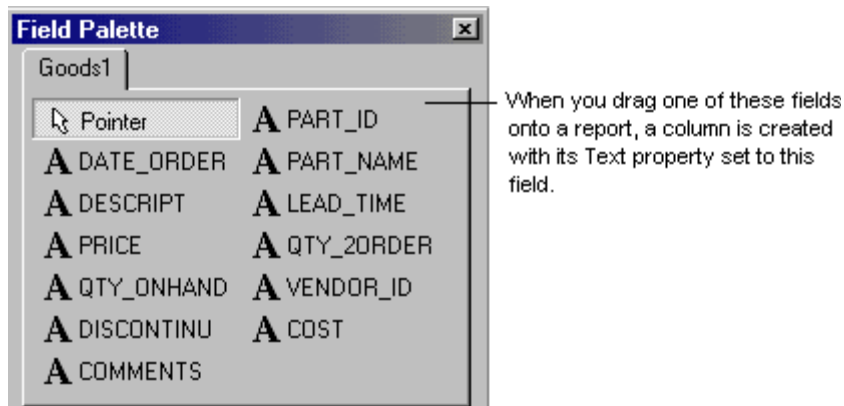 Field Palette
Goods1
Pointer
A PART_ID
A DATE_ORDER
A PART_NAME
A DESCRIPT
A LEAD_TIME
A PRICE
A QTY_2ORDER
A QTY_ONHAND
A VENDOR_ID
A DISCONTINU
A COST
A COMMENTS
When you drag one of these fields
onto a report, a column is created
with its Text property set to this
field.